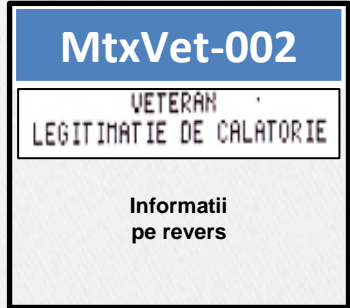 MtxVet-002
VETERAN
LEGITIMATIE DE CALATORIE
Informatii
pe revers